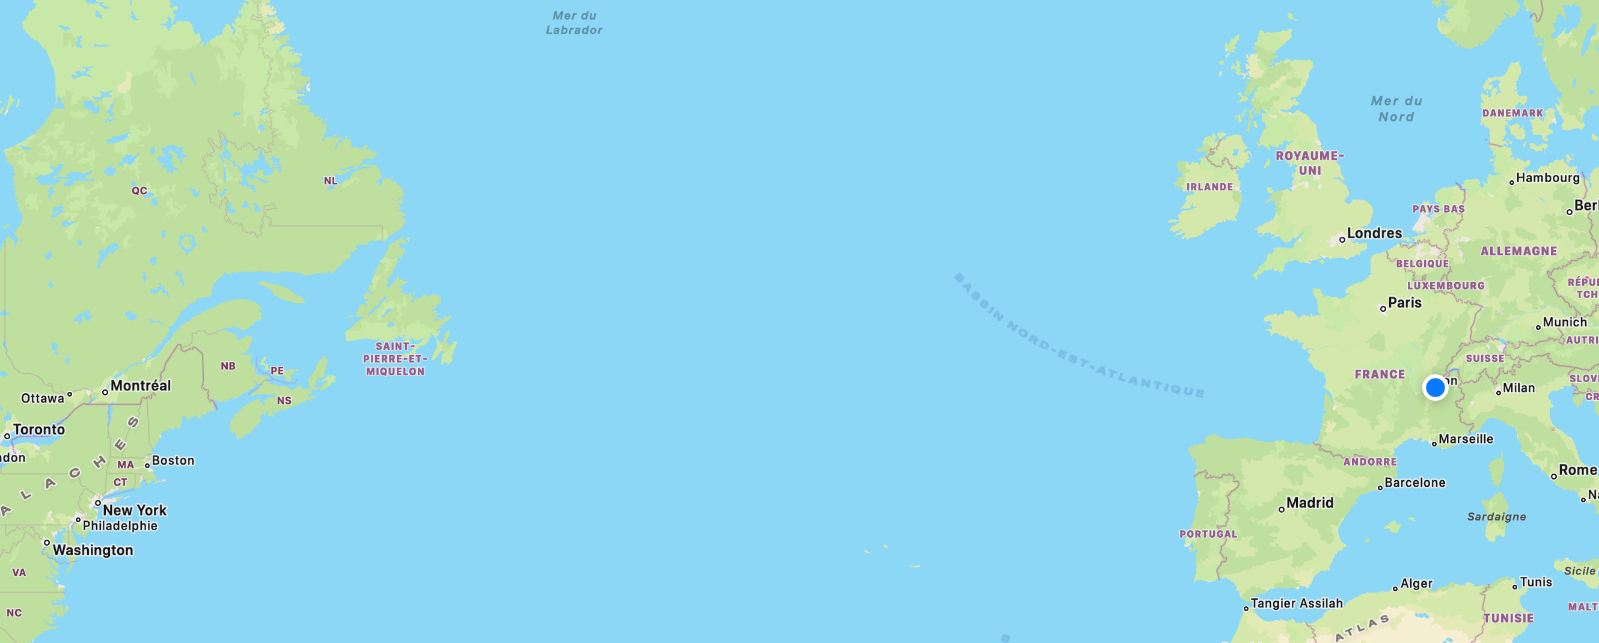 Mer du
Labrador
Mer du
Nord
DANEMARK
ROYAUME-
UNI
Hambourg
QC
NL
IRLANDE
PAYS BAS
Londres
ALLEMAGNE
BELGIQUE
LUXEMBOURG
BASSIN NORD-EST-ATLANTIQUE
Paris
Munich
SAINT-
PIERRE-ET-
MIQUELON
NB
PE
SUISSE
FRANCE
Montréal
Ottawa
NS
Milan
Toronto
Marseille
MA
Boston
ANDORRE
Rome
CT
Barcelone
New York
Madrid
Philadelphie
Sardaigne
PORTUGAL
Washington
VA
Sicile
Alger
Tunis
NC
Tangier Assilah
TUNISIE
ATLAS